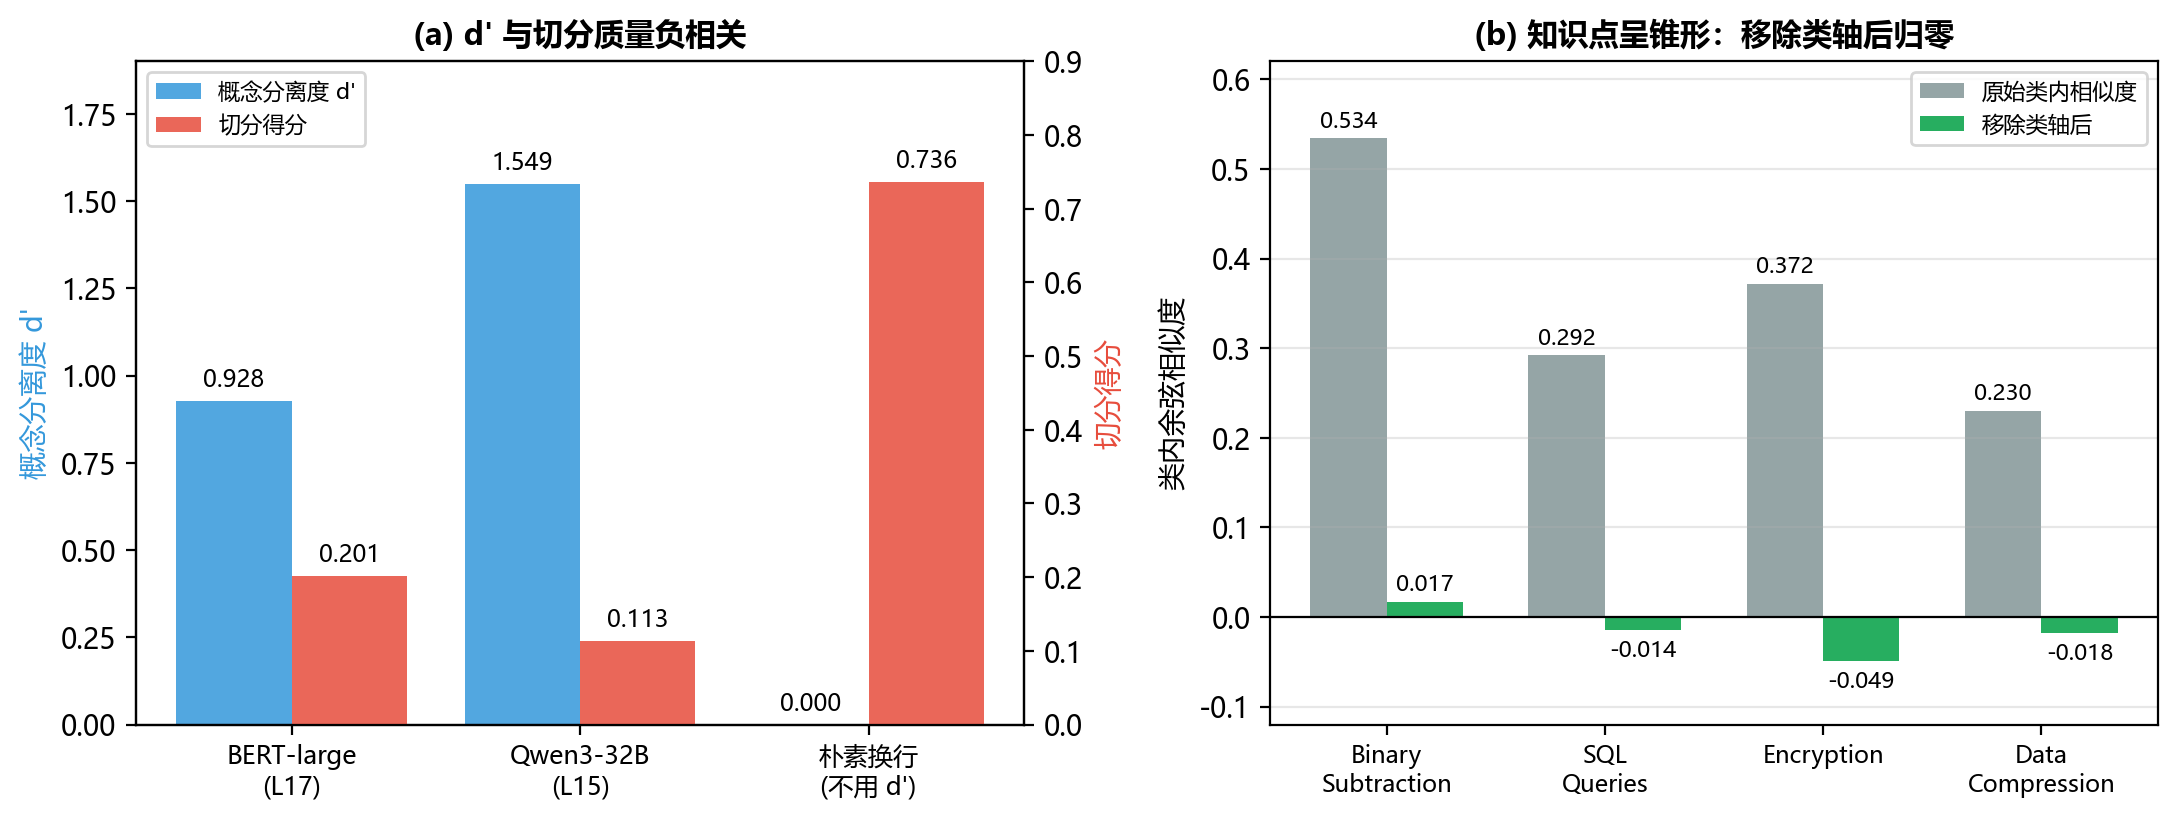 (a) d' 与切分质量负相关
概念分离度 d'
切分得分
1.75
1.50
1.25
1.00
0.75
0.50
0.25
0.00
概念分离度 d'
0.928
0.201
1.549
0.113
0.000
0.736
0.9
0.8
0.7
0.6
0.5
0.4
0.3
0.2
0.1
0.0
切分得分
BERT-large
(L17)
Qwen3-32B
(L15)
朴素换行
(不用 d')
(b) 知识点呈锥形：移除类轴后归零
原始类内相似度
移除类轴后
0.6
0.5
0.4
0.3
0.2
0.1
0.0
-0.1
类内余弦相似度
0.534
0.017
0.292
-0.014
0.372
-0.049
0.230
-0.018
Binary
Subtraction
SQL
Queries
Encryption
Data
Compression